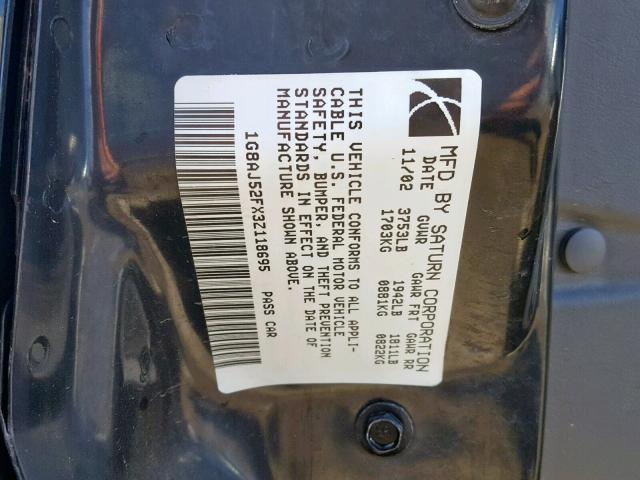 MFD BY SATURN CORPORATION
DATE GVWR GAWR FRT GAWR RR
11/02 3753LB 1942LB 1811LB
1703KG 0881KG 0822KG
THIS VEHICLE CONFORMS TO ALL APPLI-
CABLE U.S. FEDERAL MOTOR VEHICLE
SAFETY, BUMPER, AND THEFT PREVENTION
STANDARDS IN EFFECT ON THE DATE OF
MANUFACTURE SHOWN ABOVE.
1G8AJ52FX3Z118695 PASS CAR